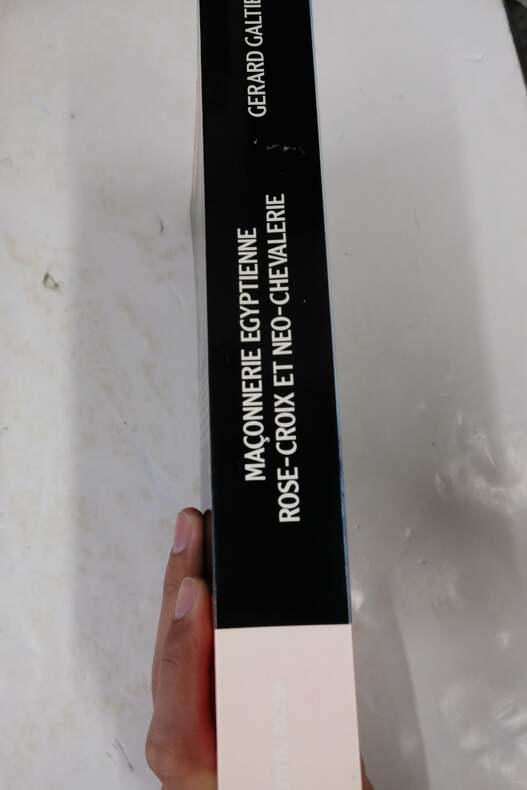 MAÇONNERIE EGYPTIENNE
ROSE-CROIX ET NEO-CHEVALERIE
GERARD GALTIE